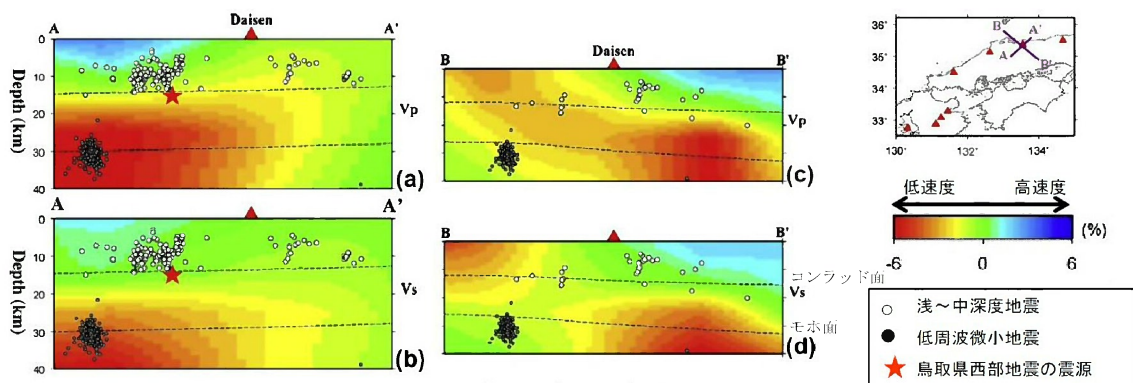 A Daisen A'
0
10
20
30
40
Depth (km)
Vp
(a)
A A'
0
10
20
30
40
Depth (km)
Vs
(b)
B Daisen B'
Vp
(c)
B B'
コンラッド面
Vs
モホ面
(d)
36°
35°
34°
33°
130° 132° 134°
B A'
A B'
低速度 高速度
(%)
-6 0 6
浅～中深度地震
低周波微小地震
鳥取県西部地震の震源